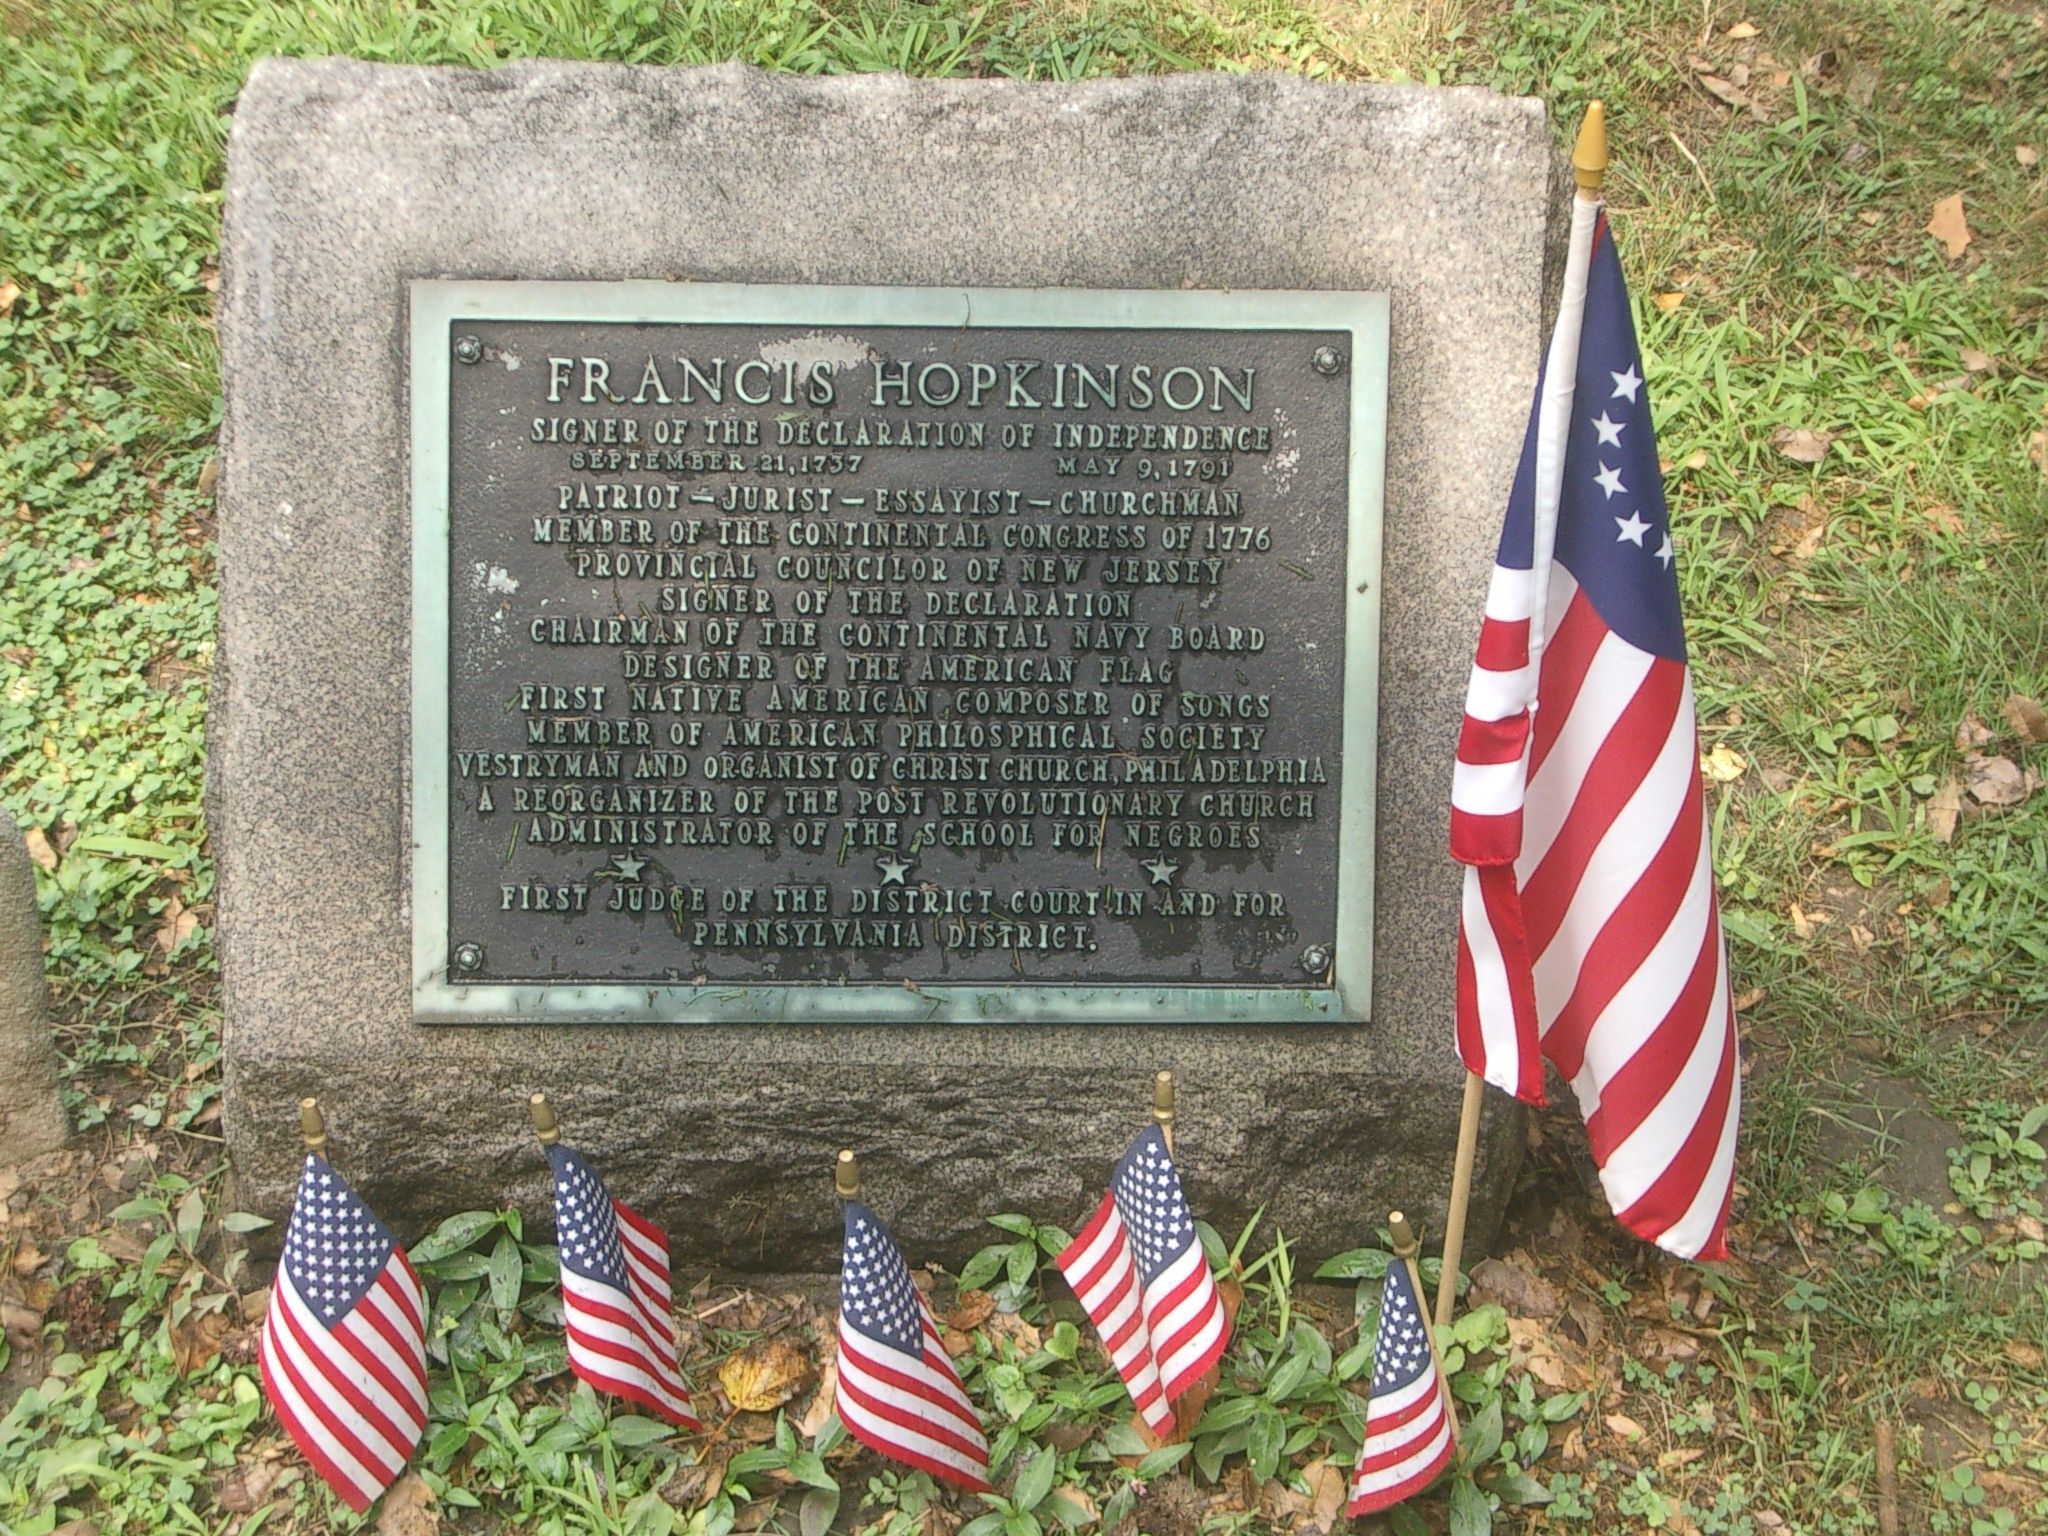 FRANCIS HOPKINSON
SIGNER OF THE DECLARATION OF INDEPENDENCE
SEPTEMBER 21, 1737 MAY 9, 1791
PATRIOT — JURIST — ESSAYIST — CHURCHMAN
MEMBER OF THE CONTINENTAL CONGRESS OF 1776
PROVINCIAL COUNCILOR OF NEW JERSEY
SIGNER OF THE DECLARATION
CHAIRMAN OF THE CONTINENTAL NAVY BOARD
DESIGNER OF THE AMERICAN FLAG
FIRST NATIVE AMERICAN COMPOSER OF SONGS
MEMBER OF AMERICAN PHILOSPHICAL SOCIETY
VESTRYMAN AND ORGANIST OF CHRIST CHURCH, PHILADELPHIA
A REORGANIZER OF THE POST REVOLUTIONARY CHURCH
ADMINISTRATOR OF THE SCHOOL FOR NEGROES
FIRST JUDGE OF THE DISTRICT COURT IN AND FOR
PENNSYLVANIA DISTRICT.